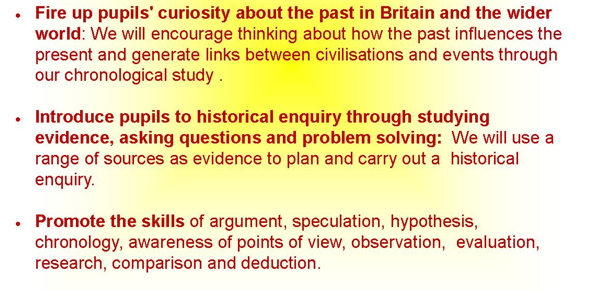 • Fire up pupils' curiosity about the past in Britain and the wider
world: We will encourage thinking about how the past influences the
present and generate links between civilisations and events through
our chronological study .
• Introduce pupils to historical enquiry through studying
evidence, asking questions and problem solving:  We will use a
range of sources as evidence to plan and carry out a  historical
enquiry.
• Promote the skills of argument, speculation, hypothesis,
chronology, awareness of points of view, observation,  evaluation,
research, comparison and deduction.